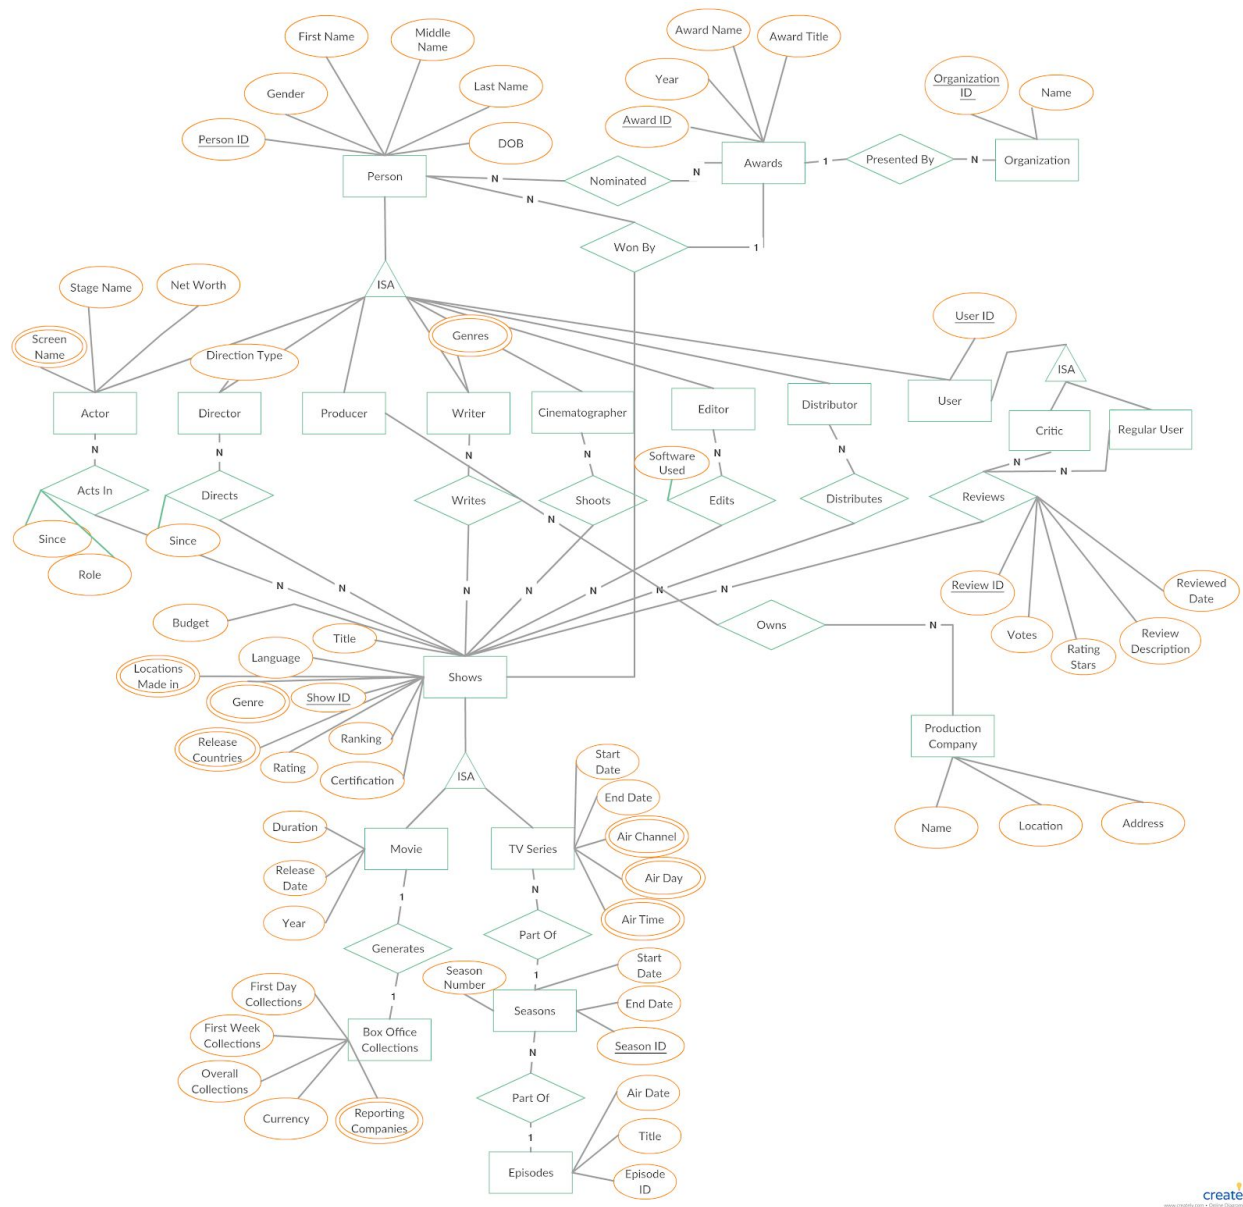 First Name
Middle
Name
Award Name
Award Title
Gender
Last Name
Year
Organization
ID
Name
Person ID
DOB
Award ID
Person
N
Nominated
N
Awards
1
Presented By
N
Organization
N
Won By
1
ISA
Stage Name
Net Worth
Screen
Name
Direction Type
Genres
User ID
ISA
Actor
Director
Producer
Writer
Cinematographer
Editor
Distributor
User
Critic
Regular User
N
N
N
N
Software
Used
N
N
N
N
Acts In
Directs
Writes
Shoots
Edits
Distributes
Reviews
N
Since
Role
Since
N
N
N
N
N
N
N
Review ID
Votes
Rating
Stars
Review
Description
Reviewed
Date
Owns
N
Budget
Title
Language
Locations
Made in
Genre
Show ID
Release
Countries
Rating
Ranking
Certification
Shows
Production
Company
Name
Location
Address
ISA
Start
Date
End Date
Air Channel
Air Day
Air Time
Duration
Release
Date
Year
Movie
TV Series
1
N
Generates
Part Of
1
1
Season
Number
Start
Date
End Date
Season ID
Seasons
First Day
Collections
First Week
Collections
Overall
Collections
Currency
Reporting
Companies
Box Office
Collections
N
Part Of
1
Air Date
Title
Episode
ID
Episodes
create